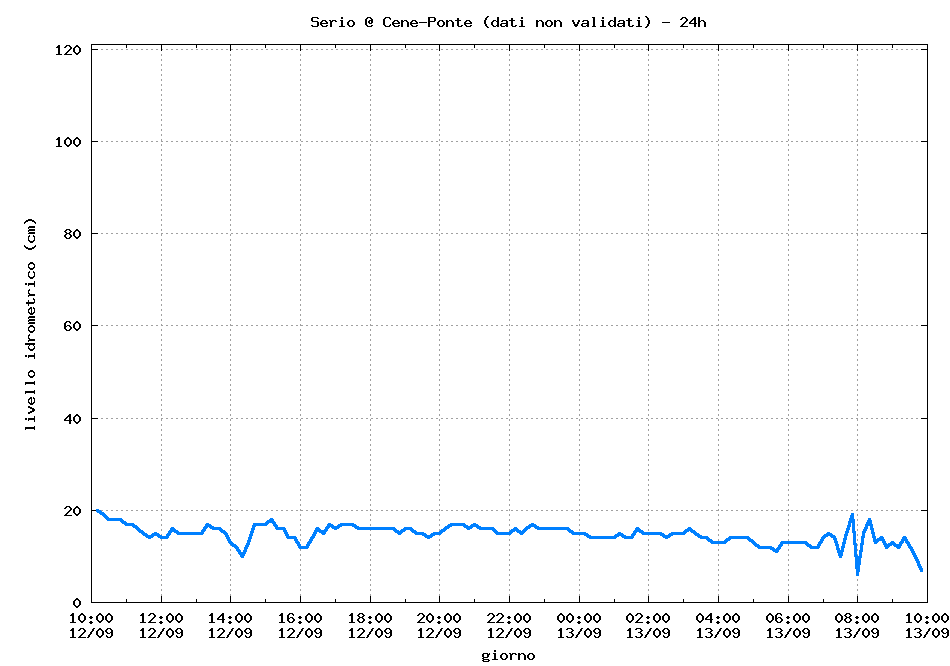 Serio @ Cene-Ponte (dati non validati) - 24h
120
100
80
60
40
20
0
livello idrometrico (cm)
10:00 12:00 14:00 16:00 18:00 20:00 22:00 00:00 02:00 04:00 06:00 08:00 10:00
12/09 12/09 12/09 12/09 12/09 12/09 12/09 13/09 13/09 13/09 13/09 13/09 13/09
giorno